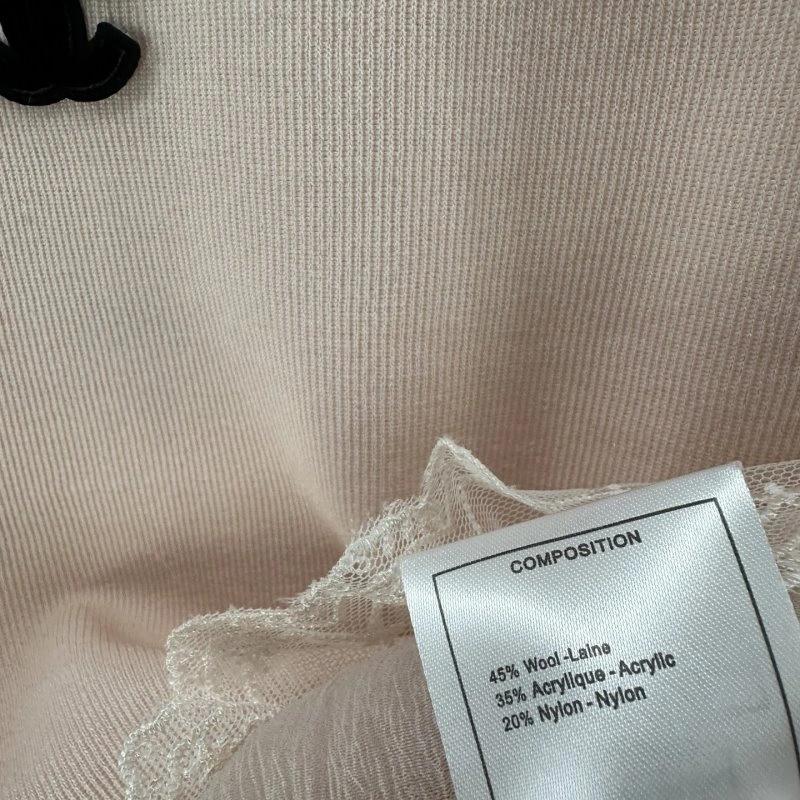 COMPOSITION
45% Wool-Laine
35% Acrylique - Acrylic
20% Nylon - Nylon